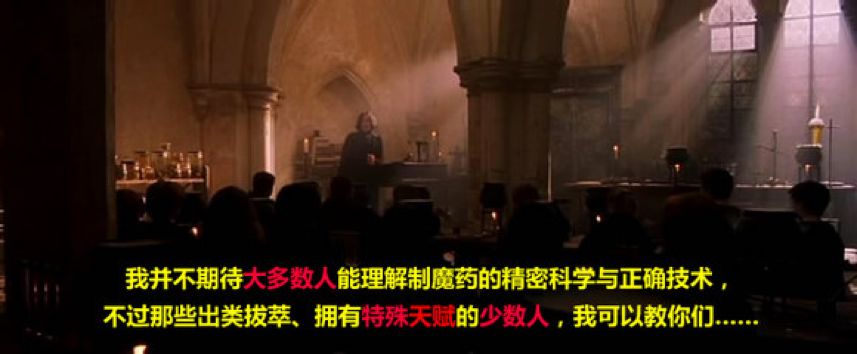 我并不期待大多数人能理解制魔药的精密科学与正确技术，
不过那些出类拔萃、拥有特殊天赋的少数人，我可以教你们......